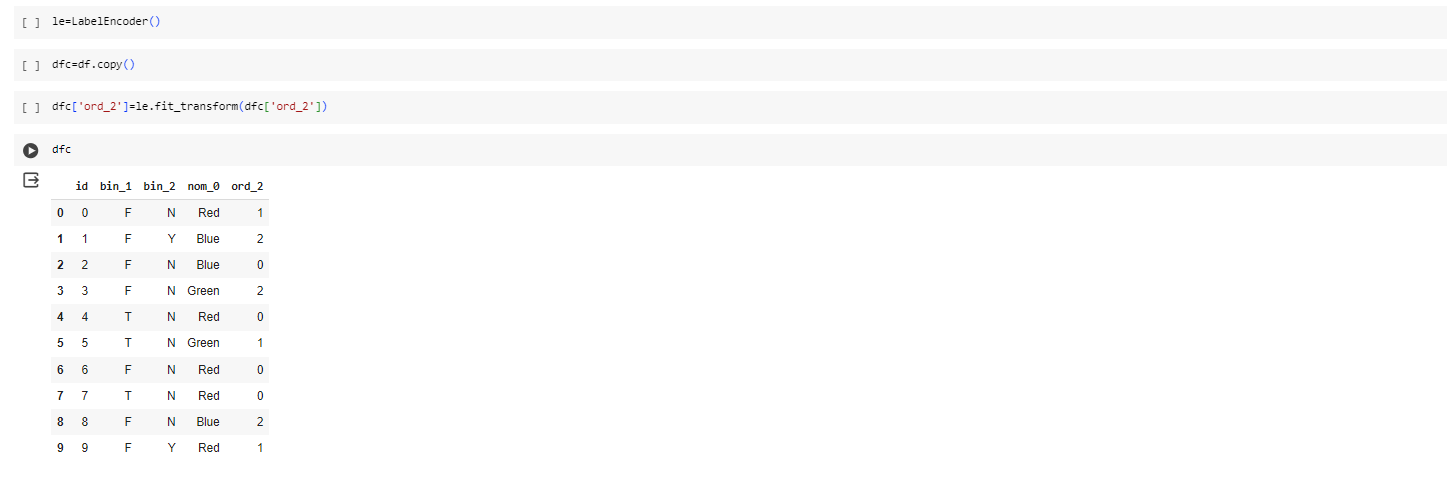 [ ] le=LabelEncoder()
[ ] dfc=df.copy()
[ ] dfc['ord_2']=le.fit_transform(dfc['ord_2'])
dfc
id bin_1 bin_2 nom_0 ord_2
0 0 F N Red 1
1 1 F Y Blue 2
2 2 F N Blue 0
3 3 F N Green 2
4 4 T N Red 0
5 5 T N Green 1
6 6 F N Red 0
7 7 T N Red 0
8 8 F N Blue 2
9 9 F Y Red 1